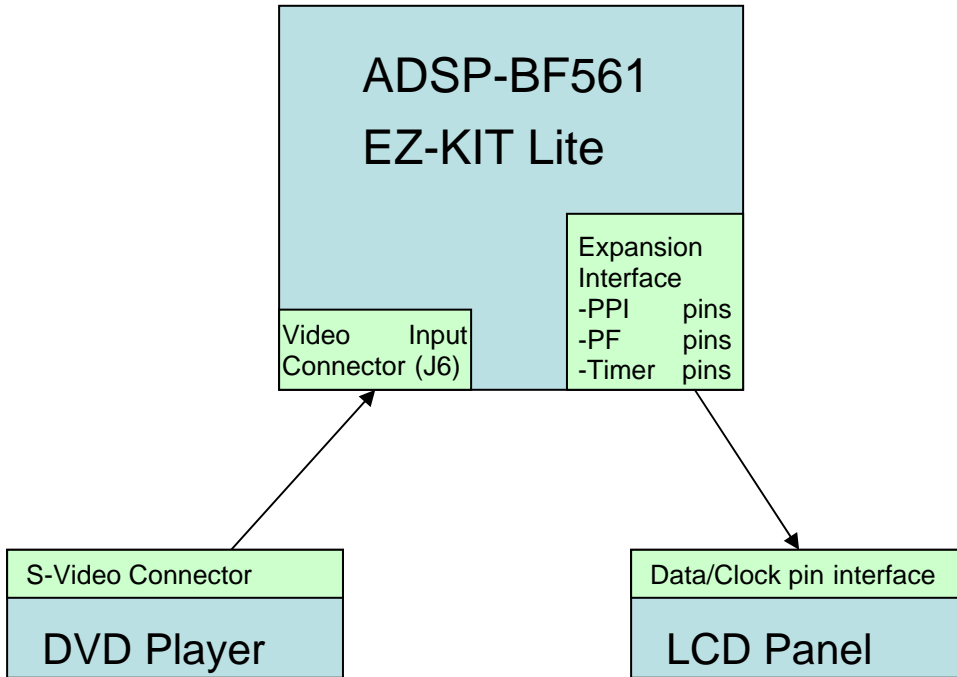 ADSP-BF561
EZ-KIT Lite
Expansion
Interface
-PPI pins
-PF pins
-Timer pins
Video Input
Connector (J6)
S-Video Connector
DVD Player
Data/Clock pin interface
LCD Panel